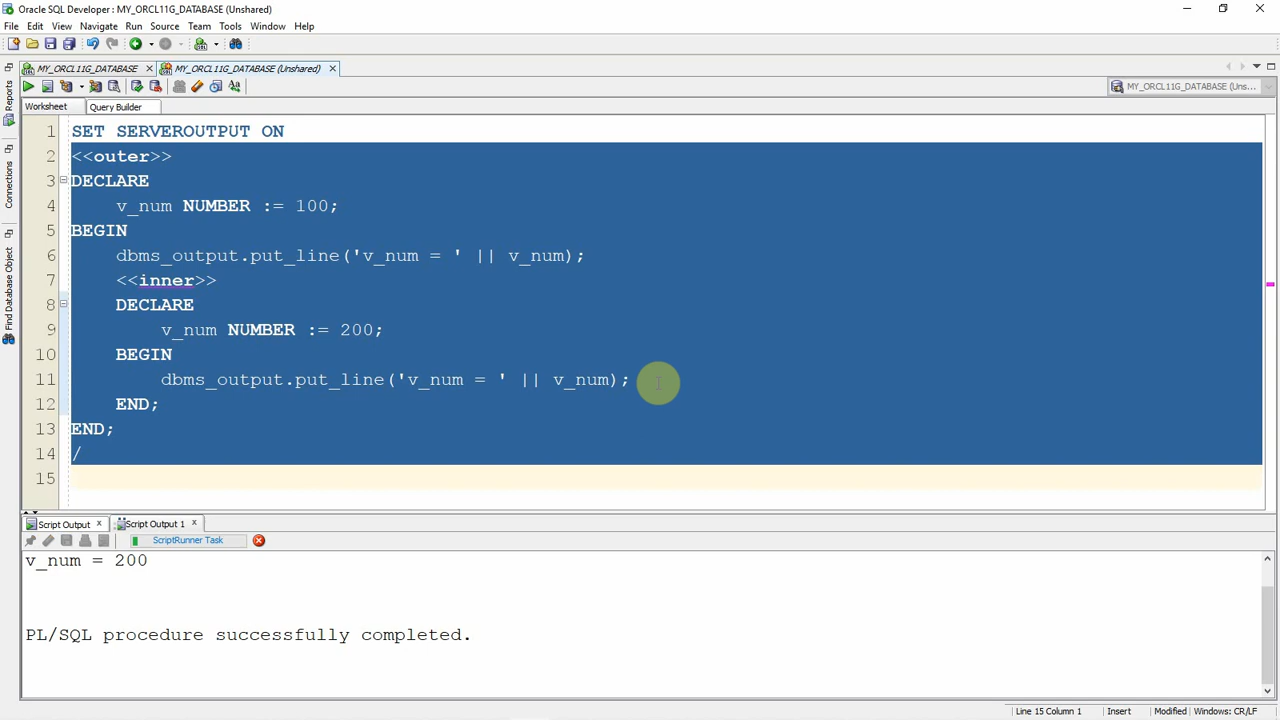 Oracle SQL Developer : MY_ORCL11G_DATABASE (Unshared)
File Edit View Navigate Run Source Team Tools Window Help
MY_ORCL11G_DATABASE MY_ORCL11G_DATABASE (Unshared)
MY_ORCL11G_DATABASE (Uns...
Worksheet Query Builder
Reports
Connections
Find Database Object
1 SET SERVEROUTPUT ON
2 <<outer>>
3 DECLARE
4 v_num NUMBER := 100;
5 BEGIN
6 dbms_output.put_line('v_num = ' || v_num);
7 <<inner>>
8 DECLARE
9 v_num NUMBER := 200;
10 BEGIN
11 dbms_output.put_line('v_num = ' || v_num);
12 END;
13 END;
14 /
15
Script Output Script Output 1
ScriptRunner Task
v_num = 200
PL/SQL procedure successfully completed.
Line 15 Column 1 Insert Modified Windows: CR/LF